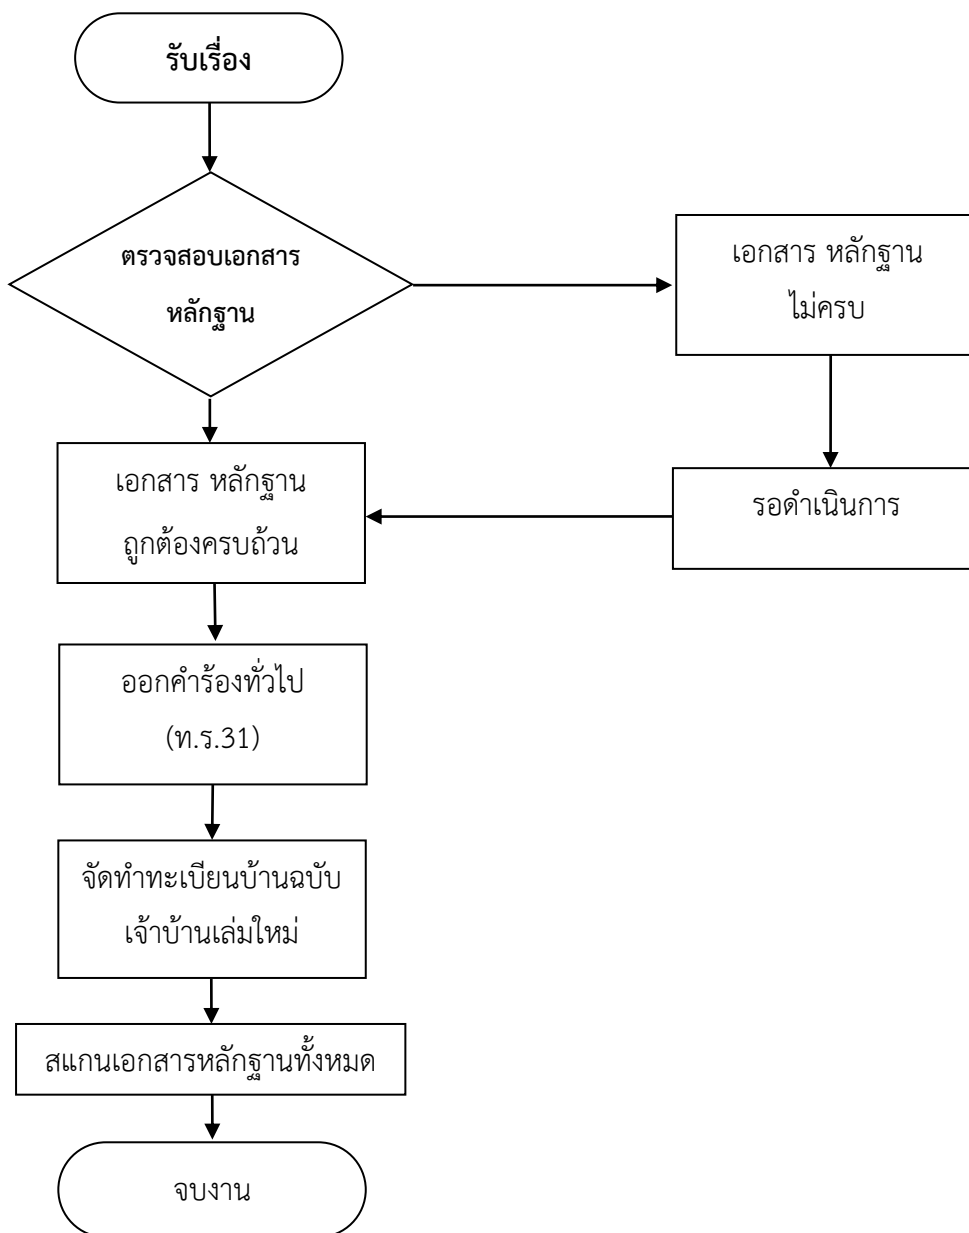 รับเรื่อง
ตรวจสอบเอกสาร
หลักฐาน
เอกสาร หลักฐาน
ไม่ครบ
เอกสาร หลักฐาน
ถูกต้องครบถ้วน
รอดำเนินการ
ออกคำร้องทั่วไป
(ท.ร.31)
จัดทำทะเบียนบ้านฉบับ
เจ้าบ้านเล่มใหม่
สแกนเอกสารหลักฐานทั้งหมด
จบงาน